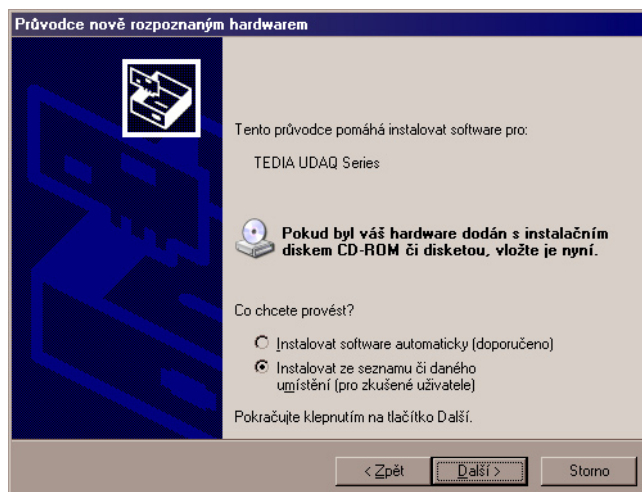 Průvodce nově rozpoznaným hardwarem
Tento průvodce pomáhá instalovat software pro:
TEDIA UDAQ Series
Pokud byl váš hardware dodán s instalačním
diskem CD-ROM či disketou, vložte je nyní.
Co chcete provést?
Instalovat software automaticky (doporučeno)
Instalovat ze seznamu či daného
umístění (pro zkušené uživatele)
Pokračujte klepnutím na tlačítko Další.
< Zpět
Další >
Storno